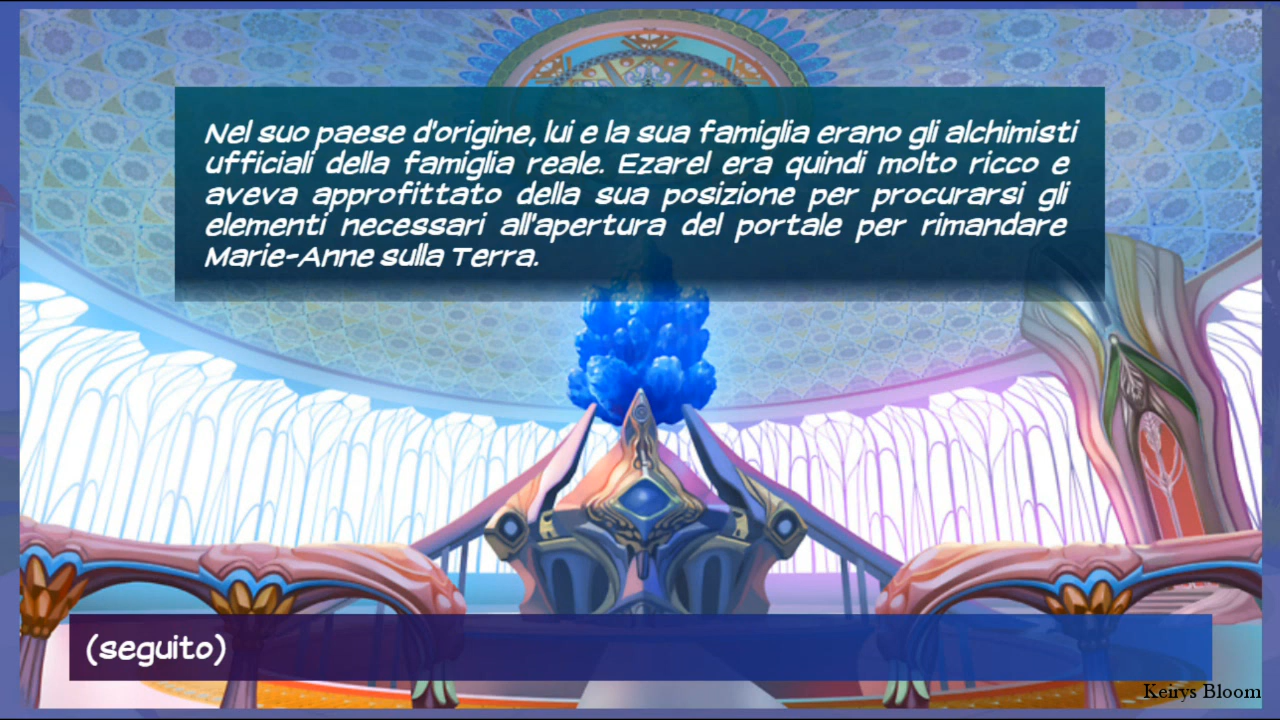 Nel suo paese d'origine, lui e la sua famiglia erano gli alchimisti
ufficiali della famiglia reale. Ezarel era quindi molto ricco e
aveva approfittato della sua posizione per procurarsi gli
elementi necessari all'apertura del portale per rimandare
Marie-Anne sulla Terra.
(seguito)
Keirys Bloom